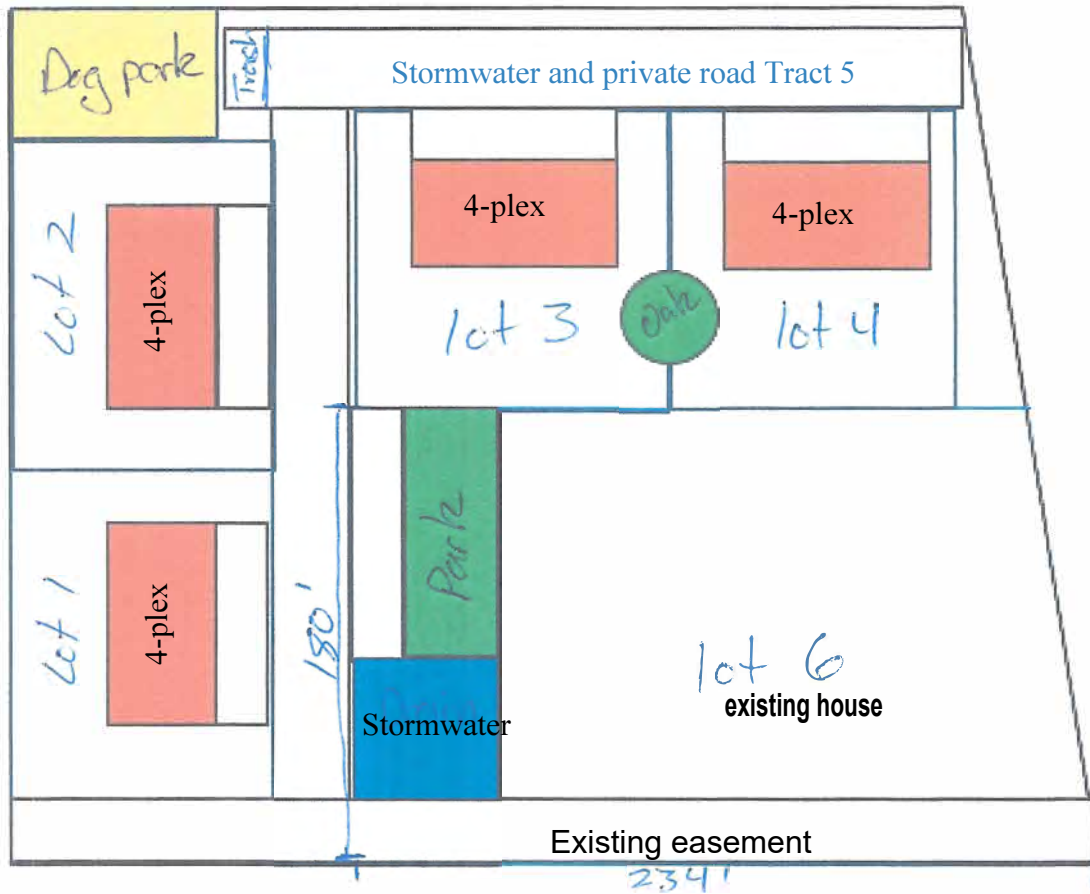 Dog park
Trash
Stormwater and private road Tract 5
4-plex
4-plex
Lot 2
4-plex
Oak
lot 3
lot 4
Lot 1
4-plex
180'
Park
Stormwater
lot 6
existing house
Existing easement
234'